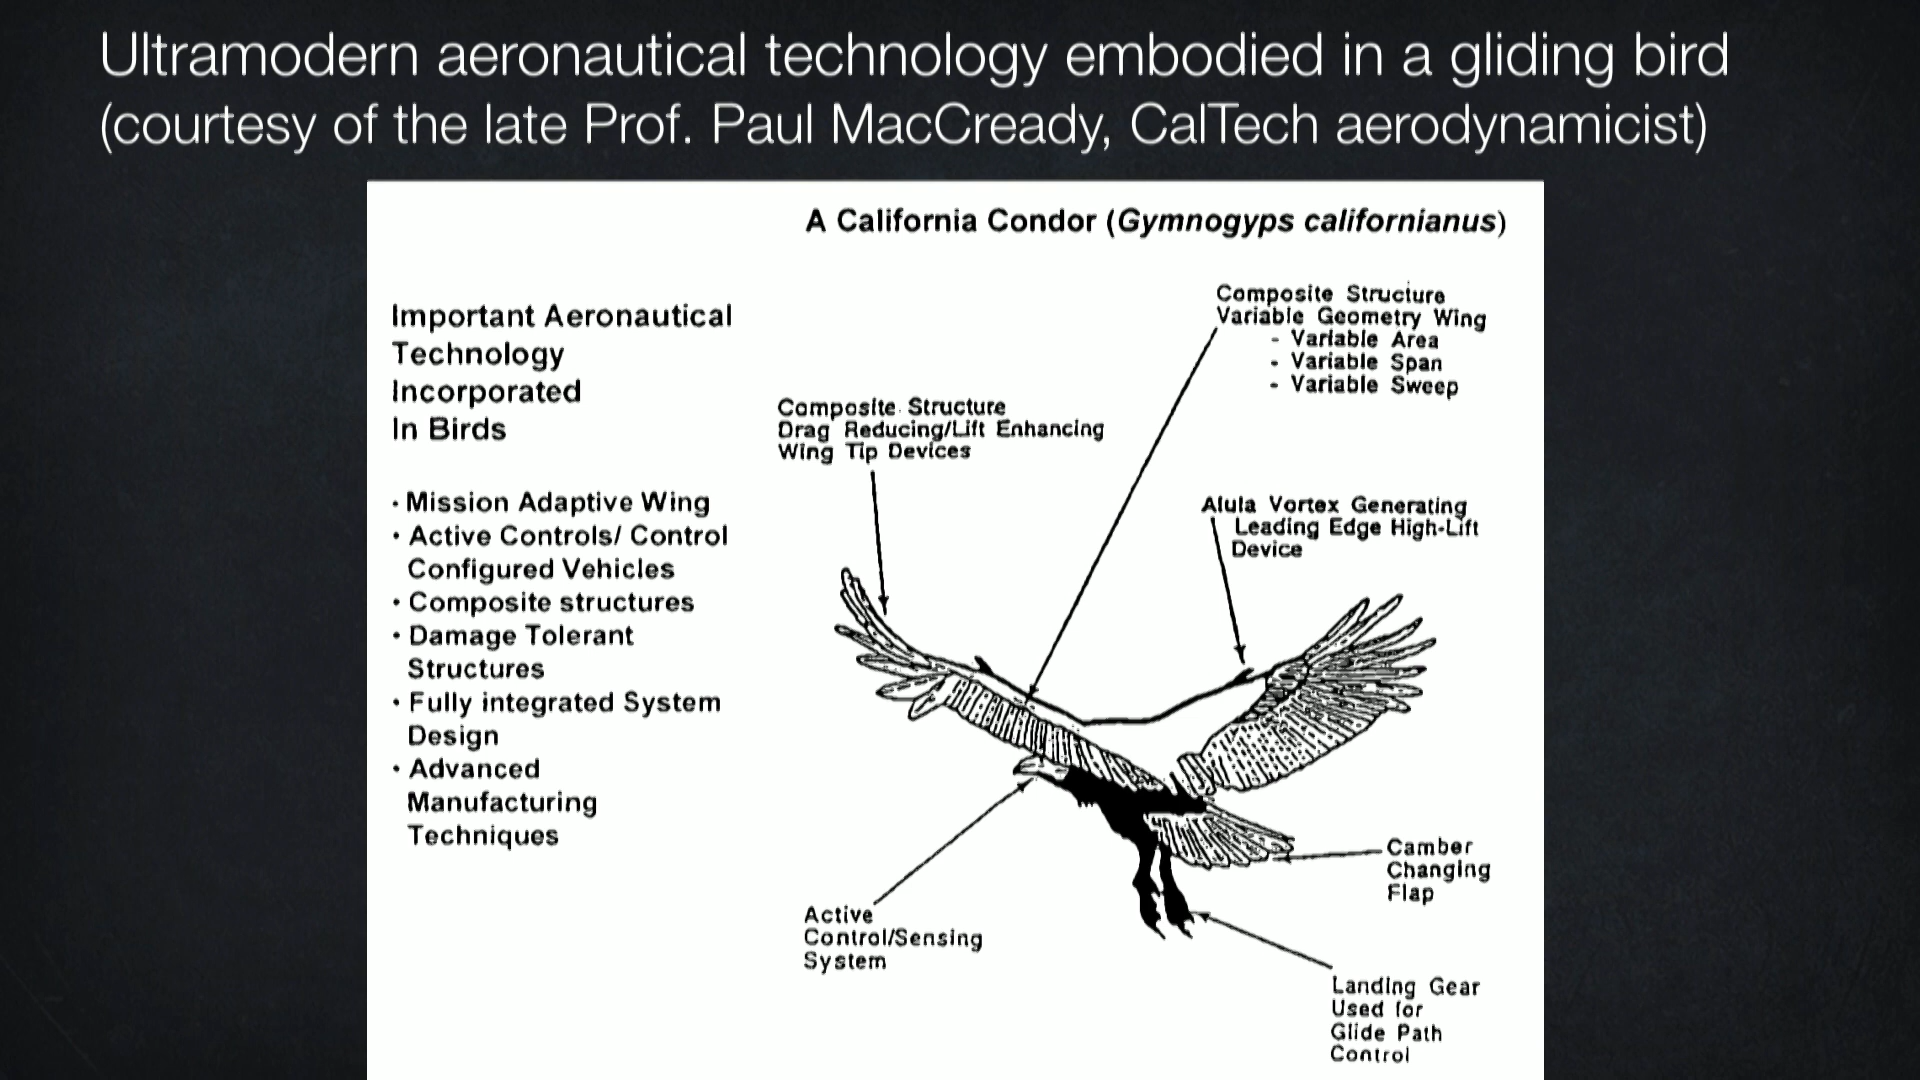 Ultramodern aeronautical technology embodied in a gliding bird
(courtesy of the late Prof. Paul MacCready, CalTech aerodynamicist)
A California Condor (Gymnogyps californianus)
Important Aeronautical
Technology
Incorporated
In Birds
· Mission Adaptive Wing
· Active Controls/ Control
Configured Vehicles
· Composite structures
· Damage Tolerant
Structures
· Fully integrated System
Design
· Advanced
Manufacturing
Techniques
Composite Structure
Drag Reducing/Lift Enhancing
Wing Tip Devices
Composite Structure
Variable Geometry Wing
- Variable Area
- Variable Span
- Variable Sweep
Alula Vortex Generating
Leading Edge High-Lift
Device
Active
Control/Sensing
System
Camber
Changing
Flap
Landing Gear
Used for
Glide Path
Control